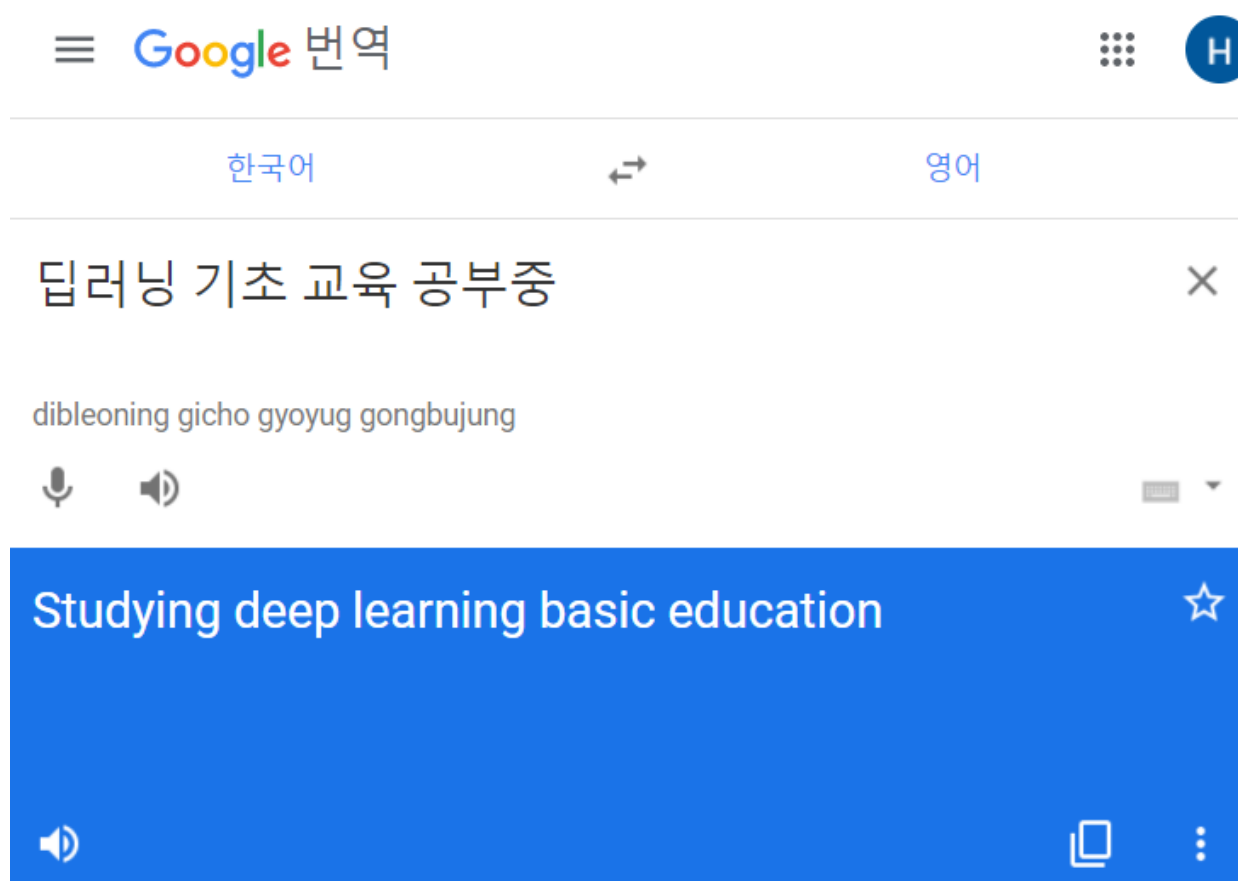 Google 번역
H
한국어 영어
딥러닝 기초 교육 공부중
dibleoning gicho gyoyug gongbujung
Studying deep learning basic education